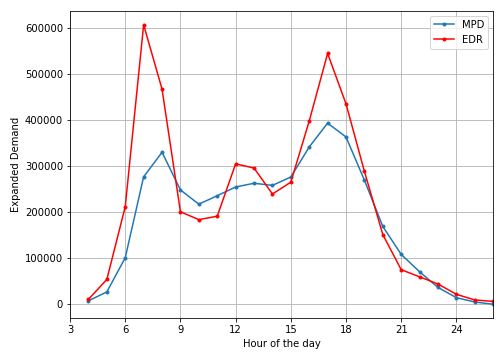 MPD
EDR
600000
500000
400000
300000
200000
100000
0
Expanded Demand
3 6 9 12 15 18 21 24
Hour of the day